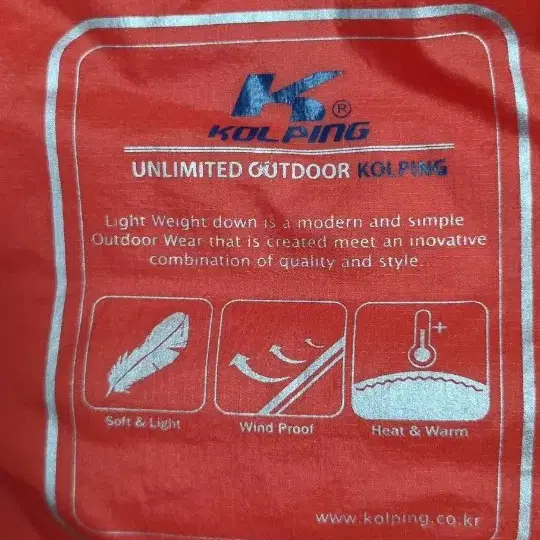 K®
KOLPING
UNLIMITED OUTDOOR KOLPING
Light Weight down is a modern and simple
Outdoor Wear that is created meet an inovative
combination of quality and style.
Soft & Light
Wind Proof
Heat & Warm
www.kolping.co.kr